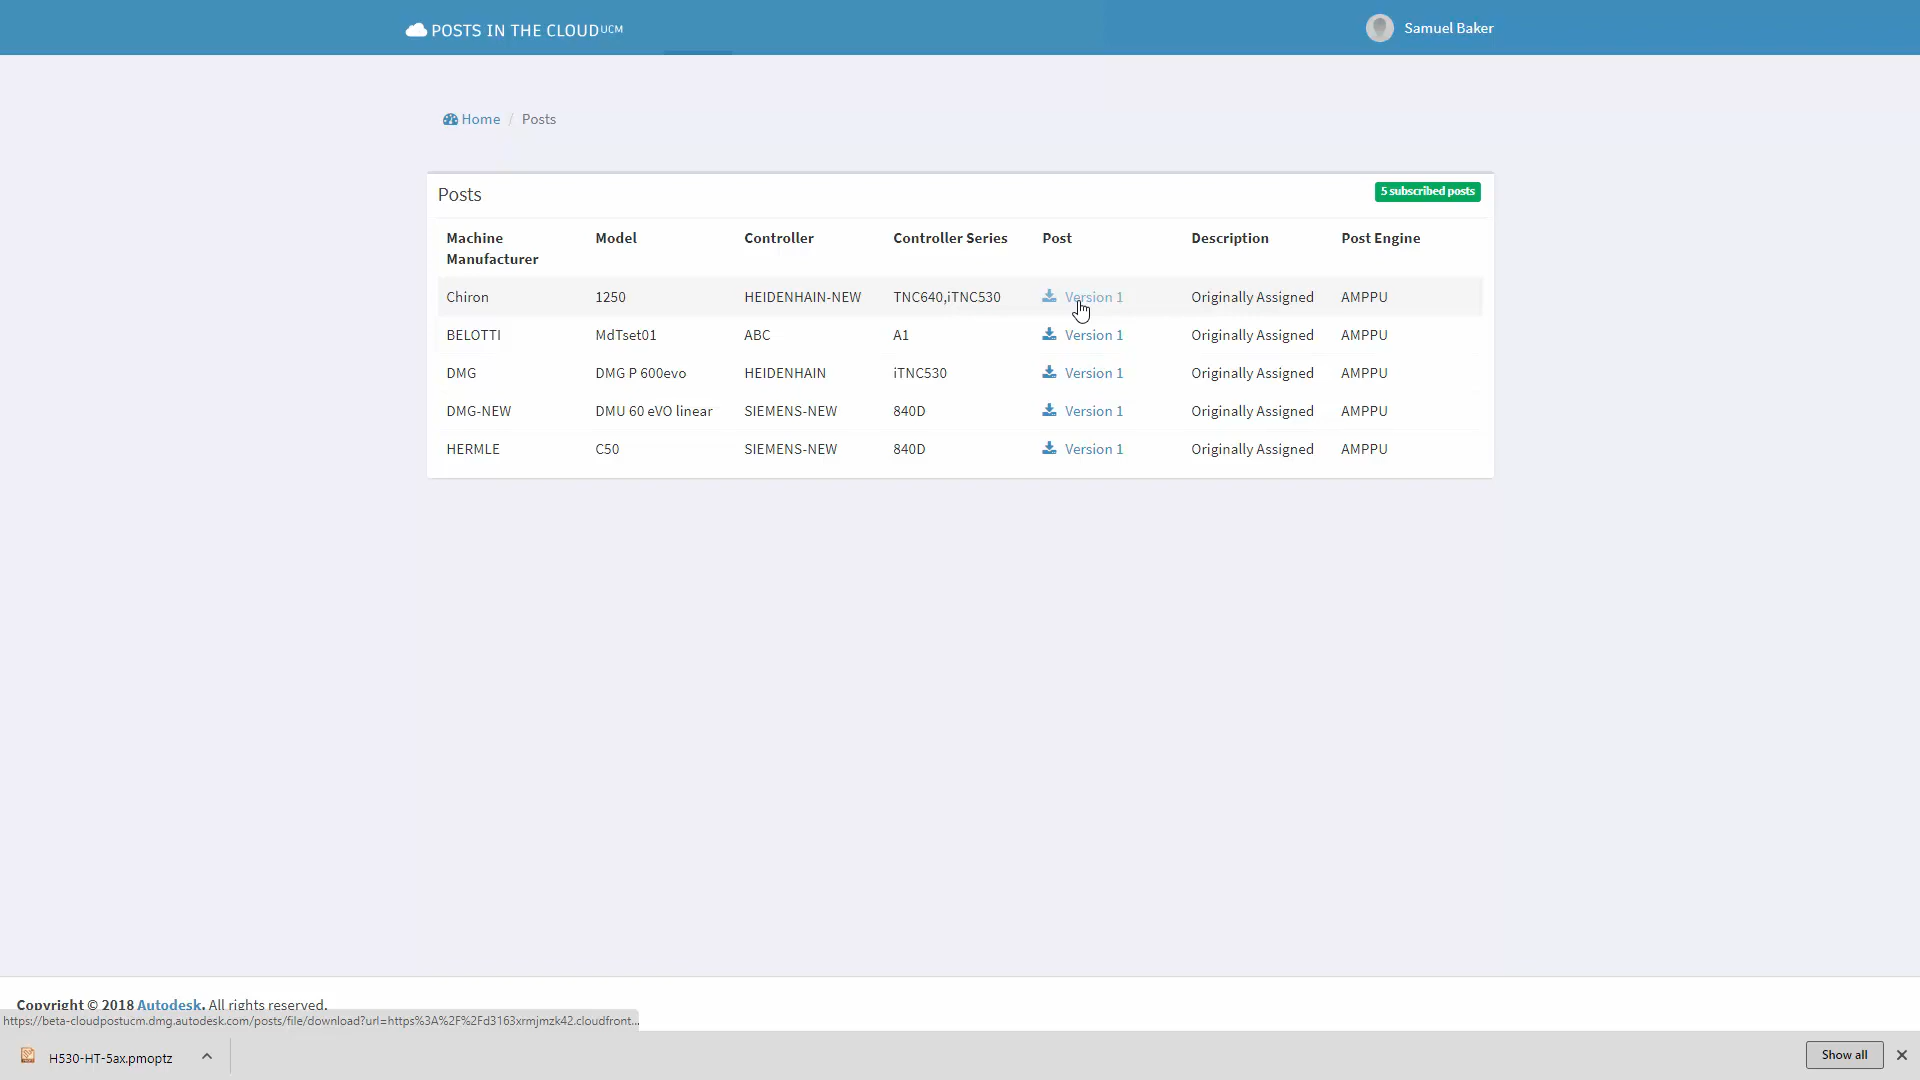 POSTS IN THE CLOUD UCM
Samuel Baker
Home / Posts
Posts
5 subscribed posts
Machine Manufacturer Model Controller Controller Series Post Description Post Engine
Chiron 1250 HEIDENHAIN-NEW TNC640,iTNC530 Version 1 Originally Assigned AMPPU
BELOTTI MdTset01 ABC A1 Version 1 Originally Assigned AMPPU
DMG DMG P 600evo HEIDENHAIN iTNC530 Version 1 Originally Assigned AMPPU
DMG-NEW DMU 60 eVO linear SIEMENS-NEW 840D Version 1 Originally Assigned AMPPU
HERMLE C50 SIEMENS-NEW 840D Version 1 Originally Assigned AMPPU
Copyright © 2018 Autodesk. All rights reserved.
https://beta-cloudpostucm.dmg.autodesk.com/posts/file/download?url=https%3A%2F%2Fd3163xrmjmzk42.cloudfront...
H530-HT-5ax.pmoptz
Show all